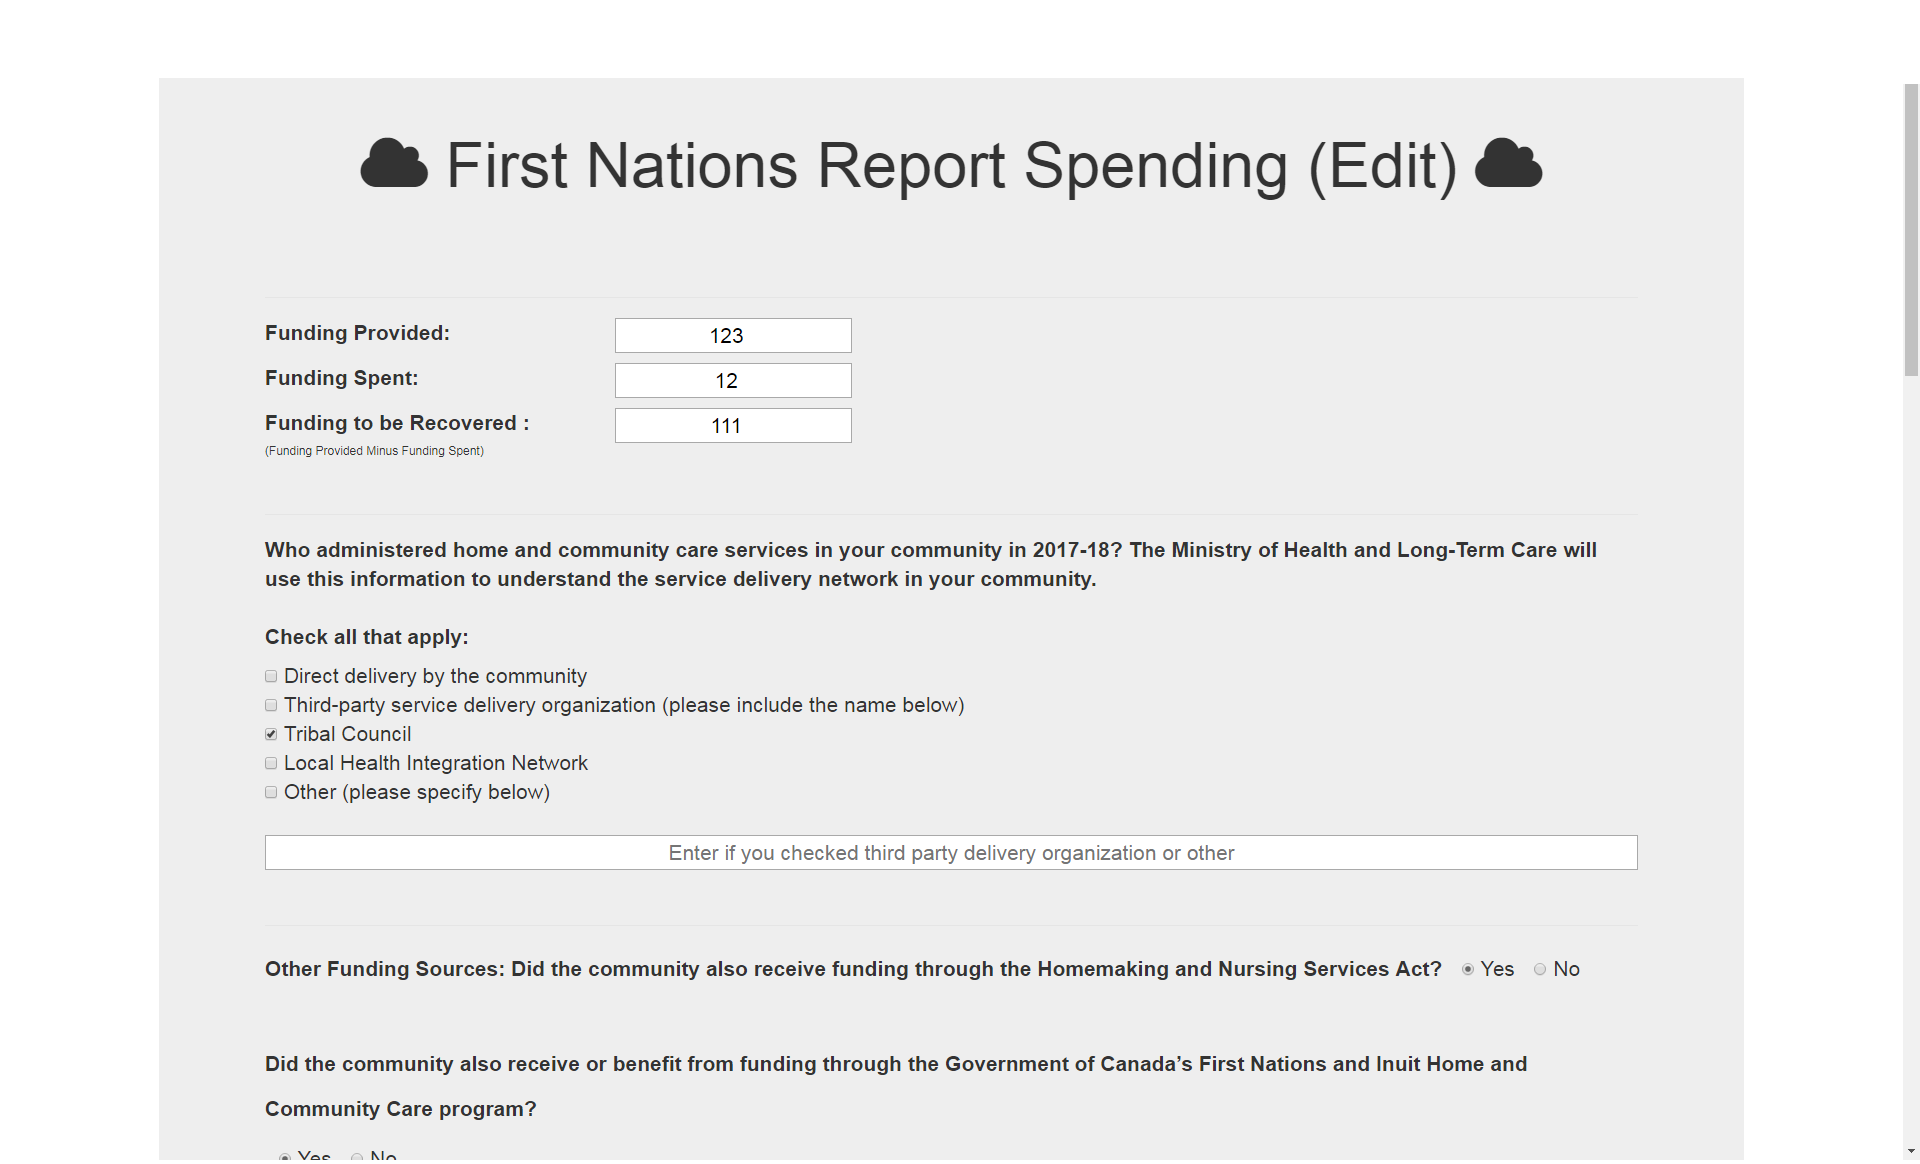 First Nations Report Spending (Edit)
Funding Provided: 123
Funding Spent: 12
Funding to be Recovered : 111
(Funding Provided Minus Funding Spent)
Who administered home and community care services in your community in 2017-18? The Ministry of Health and Long-Term Care will
use this information to understand the service delivery network in your community.
Check all that apply:
Direct delivery by the community
Third-party service delivery organization (please include the name below)
Tribal Council
Local Health Integration Network
Other (please specify below)
Enter if you checked third party delivery organization or other
Other Funding Sources: Did the community also receive funding through the Homemaking and Nursing Services Act? Yes No
Did the community also receive or benefit from funding through the Government of Canada’s First Nations and Inuit Home and
Community Care program?
Yes No